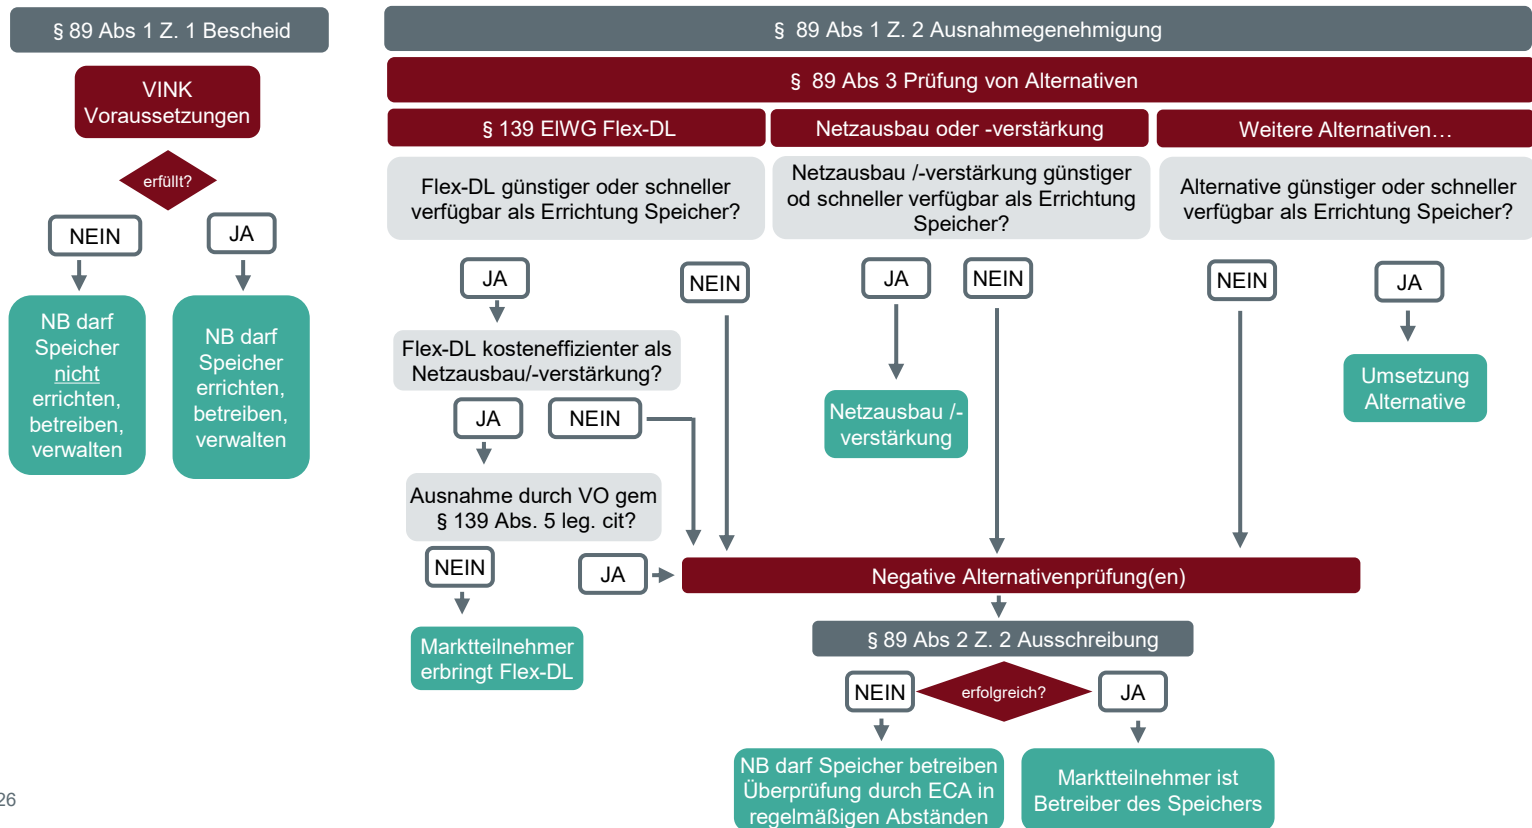 § 89 Abs 1 Z. 1 Bescheid
VINK
Voraussetzungen
erfüllt?
NEIN
JA
NB darf
Speicher
nicht
errichten,
betreiben,
verwalten
NB darf
Speicher
errichten,
betreiben,
verwalten
§ 89 Abs 1 Z. 2 Ausnahmegenehmigung
§ 89 Abs 3 Prüfung von Alternativen
§ 139 ElWG Flex-DL
Flex-DL günstiger oder schneller
verfügbar als Errichtung Speicher?
JA
NEIN
Flex-DL kosteneffizienter als
Netzausbau/-verstärkung?
JA
NEIN
Ausnahme durch VO gem
§ 139 Abs. 5 leg. cit?
NEIN
JA
Marktteilnehmer
erbringt Flex-DL
Netzausbau oder -verstärkung
Netzausbau /-verstärkung günstiger
od schneller verfügbar als Errichtung
Speicher?
JA
NEIN
Netzausbau /-
verstärkung
Weitere Alternativen…
Alternative günstiger oder schneller
verfügbar als Errichtung Speicher?
NEIN
JA
Umsetzung
Alternative
Negative Alternativenprüfung(en)
§ 89 Abs 2 Z. 2 Ausschreibung
NEIN
erfolgreich?
JA
NB darf Speicher betreiben
Überprüfung durch ECA in
regelmäßigen Abständen
Marktteilnehmer ist
Betreiber des Speichers
26